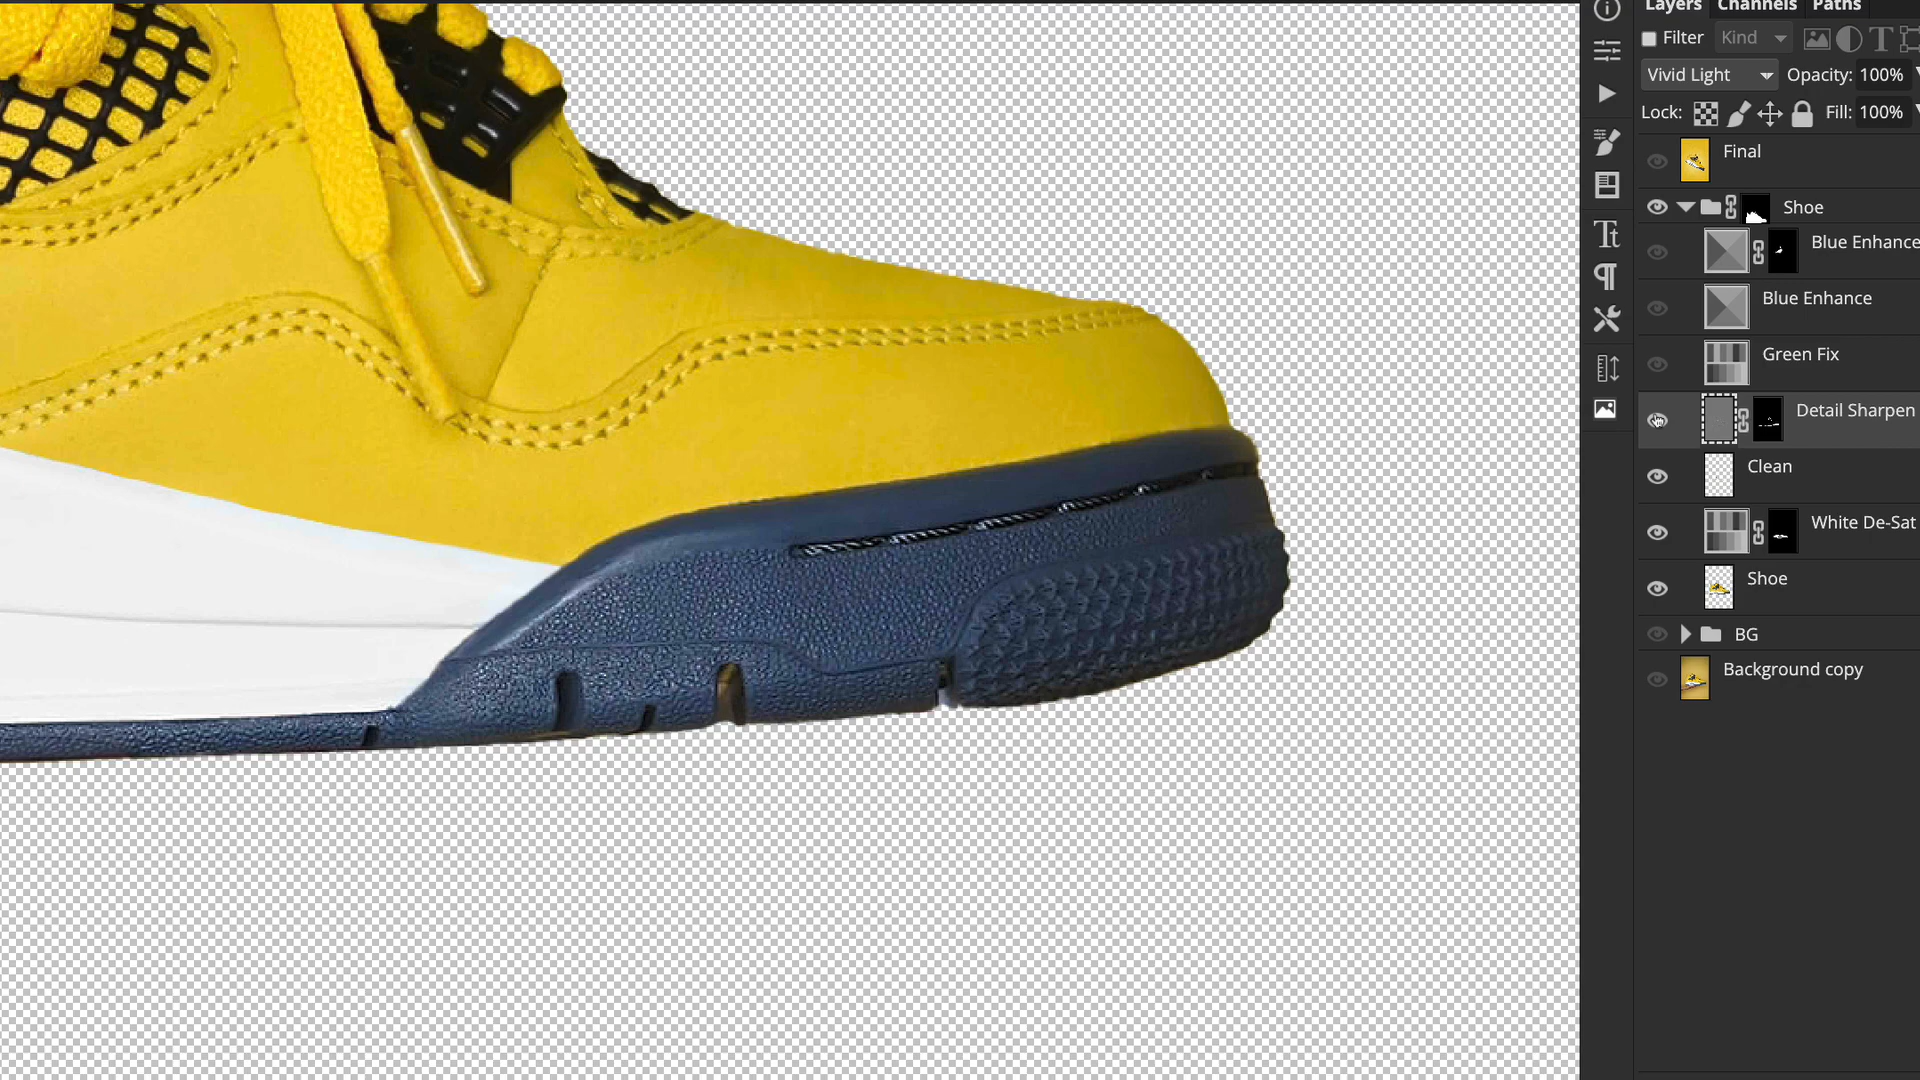 Layers Channels Paths
Filter Kind
Vivid Light Opacity: 100%
Lock: Fill: 100%
Final
Shoe
Blue Enhance
Blue Enhance
Green Fix
Detail Sharpen
Clean
White De-Sat
Shoe
BG
Background copy